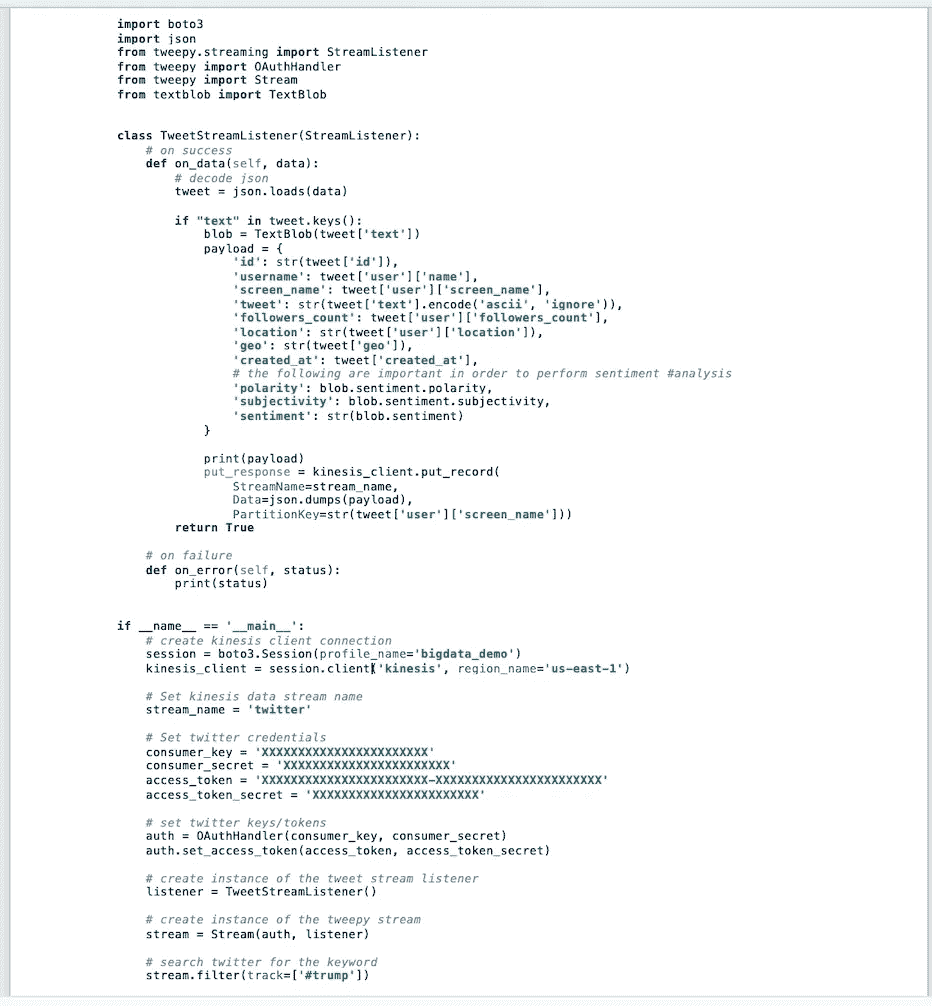 import boto3
import json
from tweepy.streaming import StreamListener
from tweepy import OAuthHandler
from tweepy import Stream
from textblob import TextBlob
class TweetStreamListener(StreamListener):
# on success
def on_data(self, data):
# decode json
tweet = json.loads(data)
if "text" in tweet.keys():
blob = TextBlob(tweet['text'])
payload = {
'id': str(tweet['id']),
'username': tweet['user']['name'],
'screen_name': tweet['user']['screen_name'],
'tweet': str(tweet['text'].encode('ascii', 'ignore')),
'followers_count': tweet['user']['followers_count'],
'location': str(tweet['user']['location']),
'geo': str(tweet['geo']),
'created_at': tweet['created_at'],
# the following are important in order to perform sentiment #analysis
'polarity': blob.sentiment.polarity,
'subjectivity': blob.sentiment.subjectivity,
'sentiment': str(blob.sentiment)
}
print(payload)
put_response = kinesis_client.put_record(
StreamName=stream_name,
Data=json.dumps(payload),
PartitionKey=str(tweet['user']['screen_name']))
return True
# on failure
def on_error(self, status):
print(status)
if __name__ == '__main__':
# create kinesis client connection
session = boto3.Session(profile_name='bigdata_demo')
kinesis_client = session.client('kinesis', region_name='us-east-1')
# Set kinesis data stream name
stream_name = 'twitter'
# Set twitter credentials
consumer_key = 'XXXXXXXXXXXXXXXXXXXXXXX'
consumer_secret = 'XXXXXXXXXXXXXXXXXXXXXXX'
access_token = 'XXXXXXXXXXXXXXXXXXXXXXX-XXXXXXXXXXXXXXXXXXXXXXX'
access_token_secret = 'XXXXXXXXXXXXXXXXXXXXXXX'
# set twitter keys/tokens
auth = OAuthHandler(consumer_key, consumer_secret)
auth.set_access_token(access_token, access_token_secret)
# create instance of the tweet stream listener
listener = TweetStreamListener()
# create instance of the tweepy stream
stream = Stream(auth, listener)
# search twitter for the keyword
stream.filter(track=['#trump'])